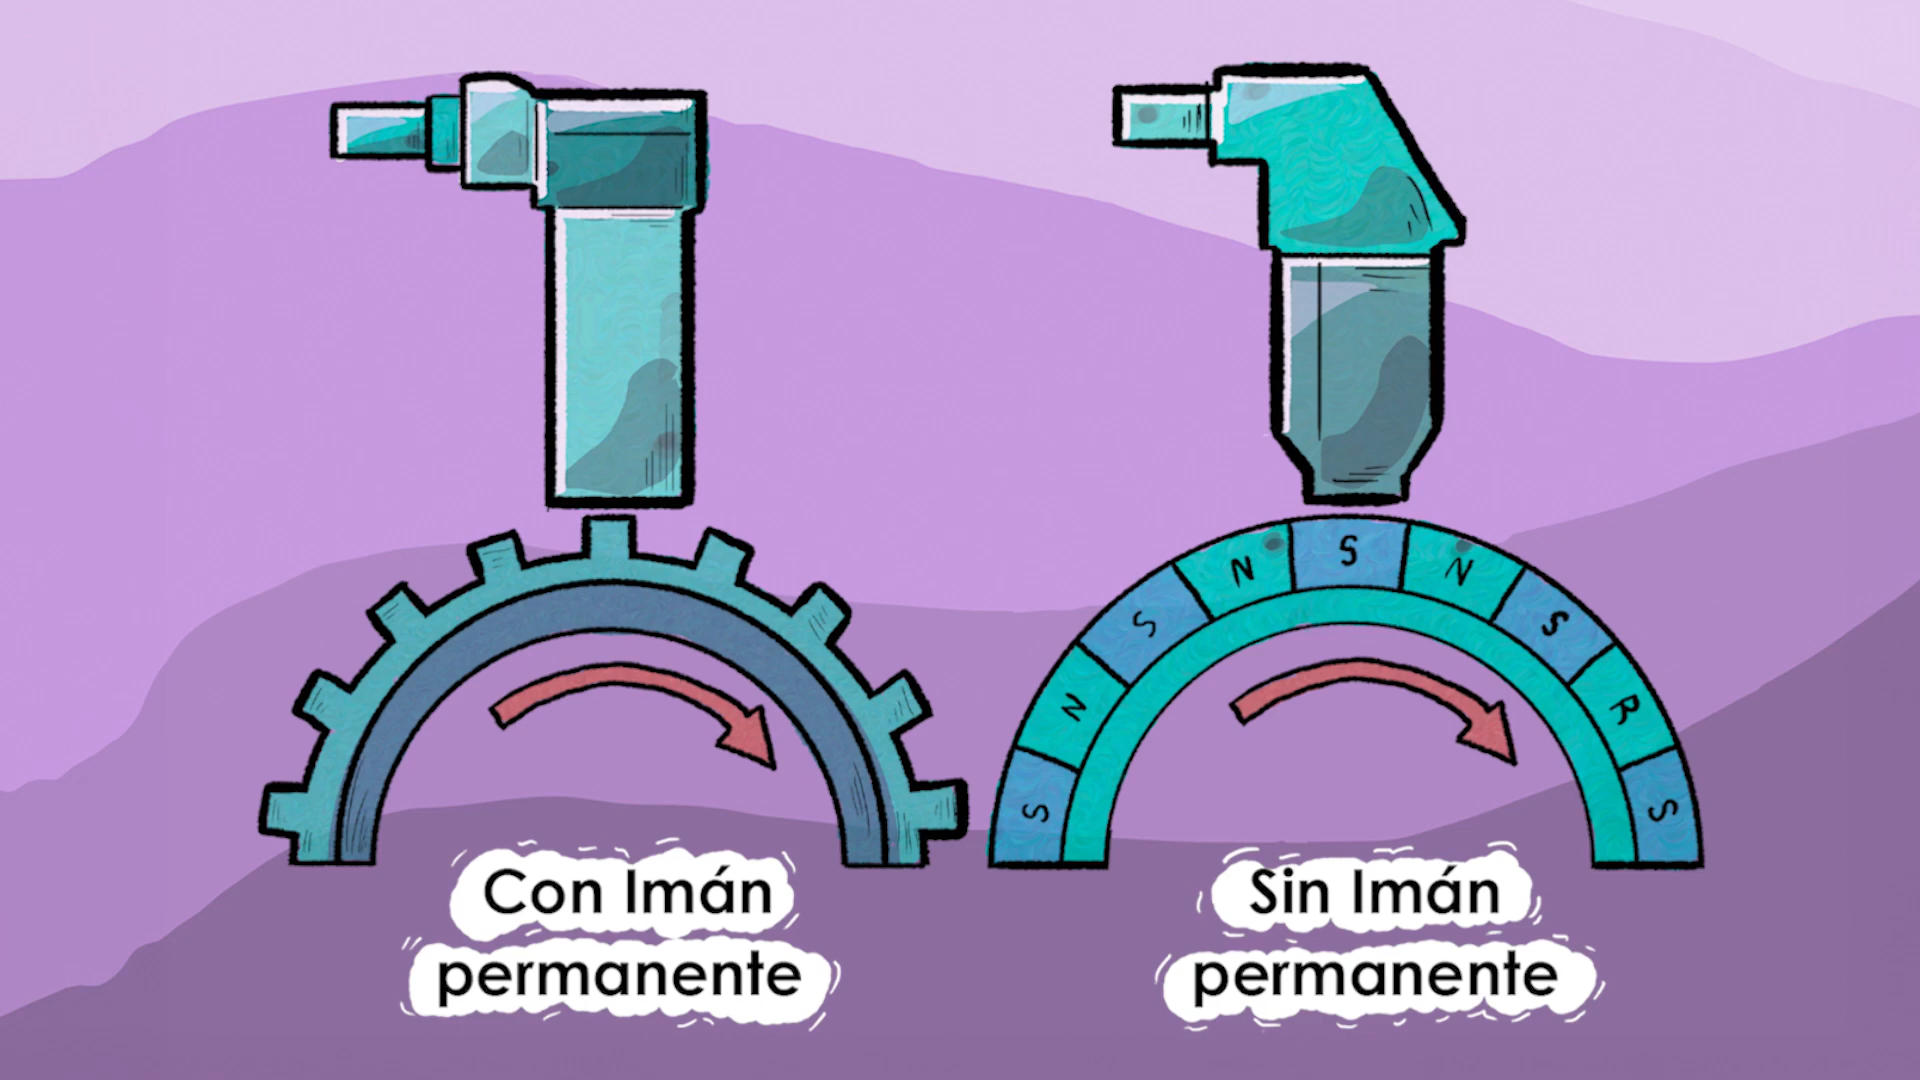 S N S N S N S R S
Con Imán
permanente
Sin Imán
permanente